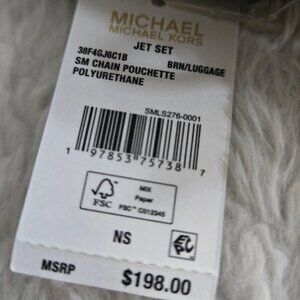 MICHAEL
MICHAEL KORS
JET SET
38F4GJ6C1B BRN/LUGGAGE
SM CHAIN POUCHETTE
POLYURETHANE
SMLS276-0001
1 97853 75738 7
FSC
MIX
Paper
FSC™ C012345
NS
MSRP $198.00